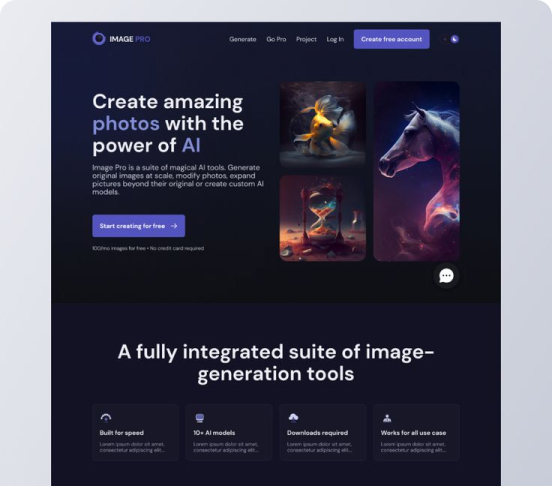 IMAGE PRO
Generate Go Pro Project Log In Create free account
Create amazing
photos with the
power of AI
Image Pro is a suite of magical AI tools. Generate
original images at scale, modify photos, expand
pictures beyond their original or create custom AI
models.
Start creating for free →
100/mo images for free • No credit card required
A fully integrated suite of image-
generation tools
Built for speed
Lorem ipsum dolor sit amet,
consectetur adipiscing elit...
10+ AI models
Lorem ipsum dolor sit amet,
consectetur adipiscing elit...
Downloads required
Lorem ipsum dolor sit amet,
consectetur adipiscing elit...
Works for all use case
Lorem ipsum dolor sit amet,
consectetur adipiscing elit...